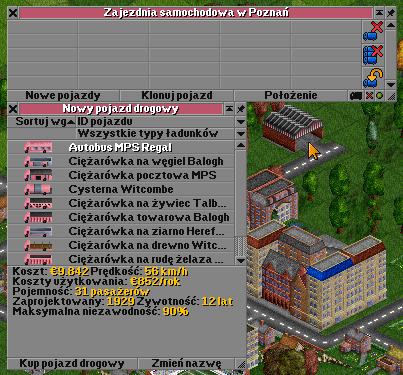 Zajezdnia samochodowa w Poznań
Nowe pojazdy Klonuj pojazd Położenie
Nowy pojazd drogowy
Sortuj wg ID pojazdu
Wszystkie typy ładunków
Autobus MPS Regal
Ciężarówka na węgiel Balogh
Ciężarówka pocztowa MPS
Cysterna Witcombe
Ciężarówka na żywiec Talb...
Ciężarówka towarowa Balogh
Ciężarówka na ziarno Heref...
Ciężarówka na drewno Witc...
Ciężarówka na rudę żelaza ...
Koszt: €9.842 Prędkość: 56 km/h
Koszty użytkowania: €852/rok
Pojemność: 31 pasażerów
Zaprojektowany: 1929 Żywotność: 12 lat
Maksymalna niezawodność: 90%
Kup pojazd drogowy Zmień nazwę